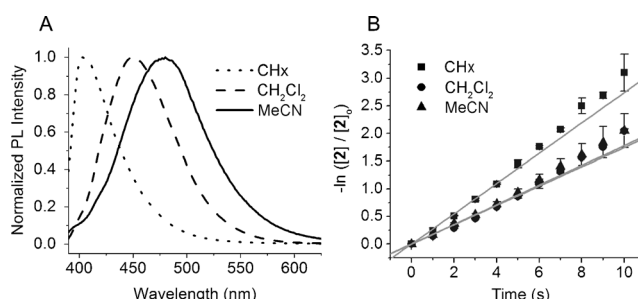 A
Normalized PL Intensity
1.0
0.8
0.6
0.4
0.2
0.0
CHx
CH₂Cl₂
MeCN
400 450 500 550 600
Wavelength (nm)
B
-ln ([2] / [2]₀)
3.5
3.0
2.5
2.0
1.5
1.0
0.5
0.0
CHx
CH₂Cl₂
MeCN
0 2 4 6 8 10
Time (s)